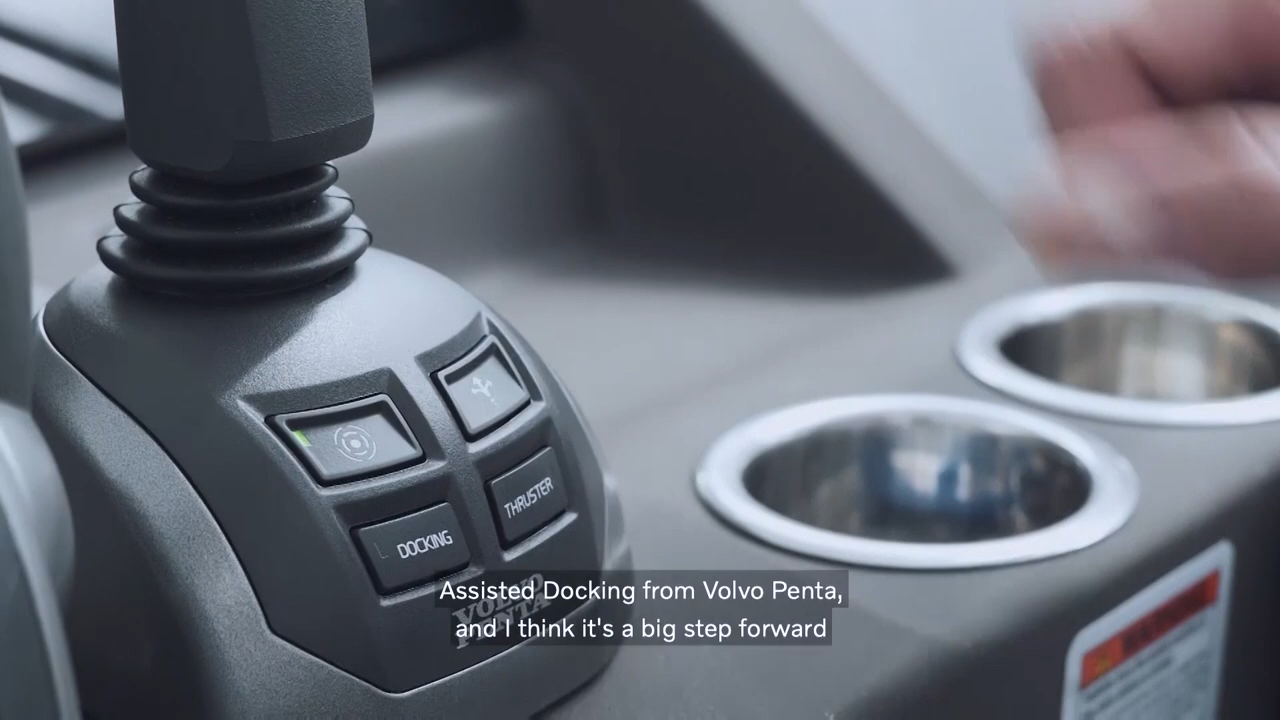 THRUSTER
DOCKING
VOLVO
PENTA
Assisted Docking from Volvo Penta,
and I think it's a big step forward